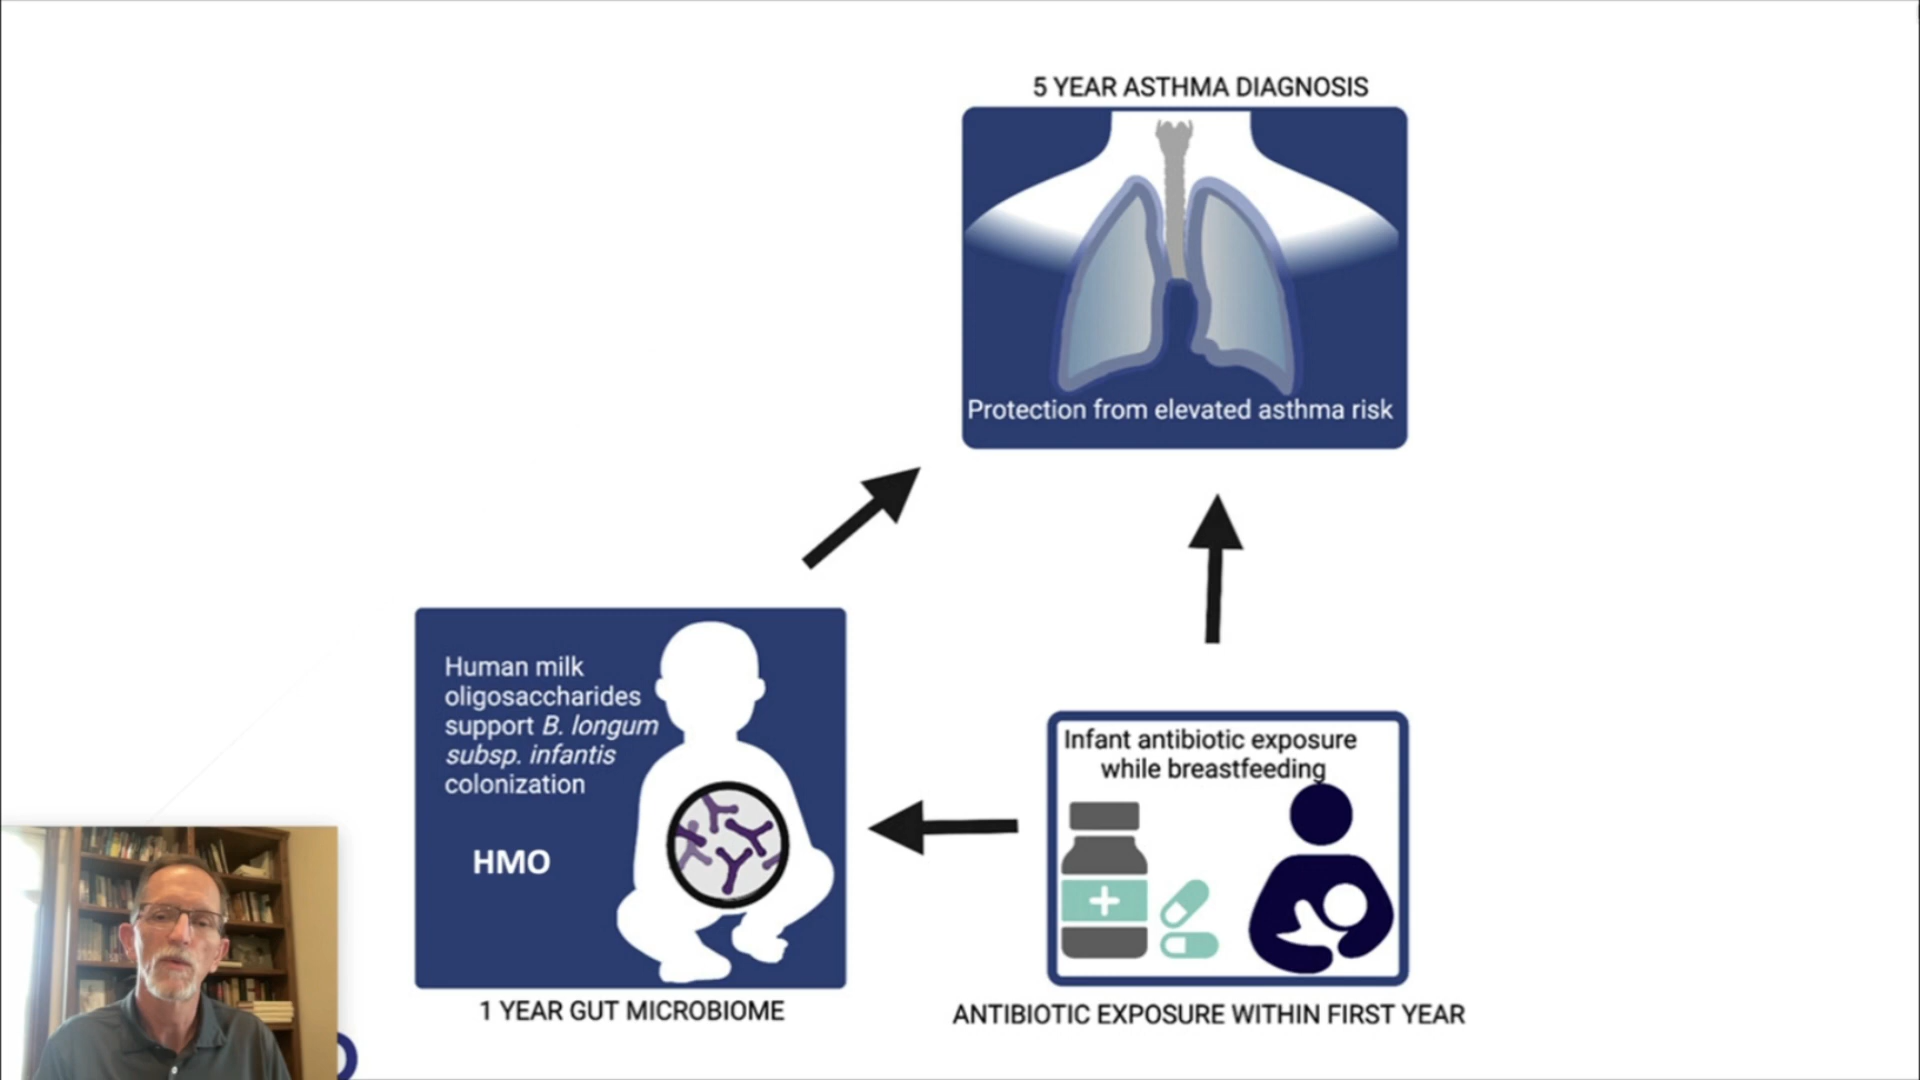 5 YEAR ASTHMA DIAGNOSIS
Protection from elevated asthma risk
Human milk
oligosaccharides
support B. longum
subsp. infantis
colonization
HMO
1 YEAR GUT MICROBIOME
Infant antibiotic exposure
while breastfeeding
ANTIBIOTIC EXPOSURE WITHIN FIRST YEAR